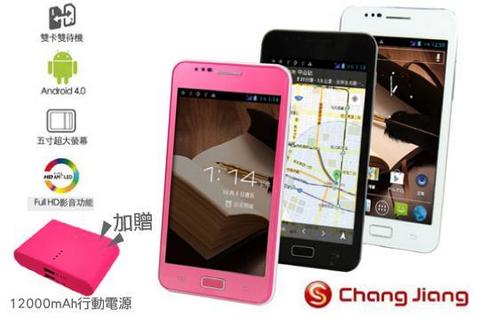 雙卡雙待機
Android 4.0
五寸超大螢幕
Full HD影音功能
加贈
12000mAh行動電源
1:14
Chang Jiang